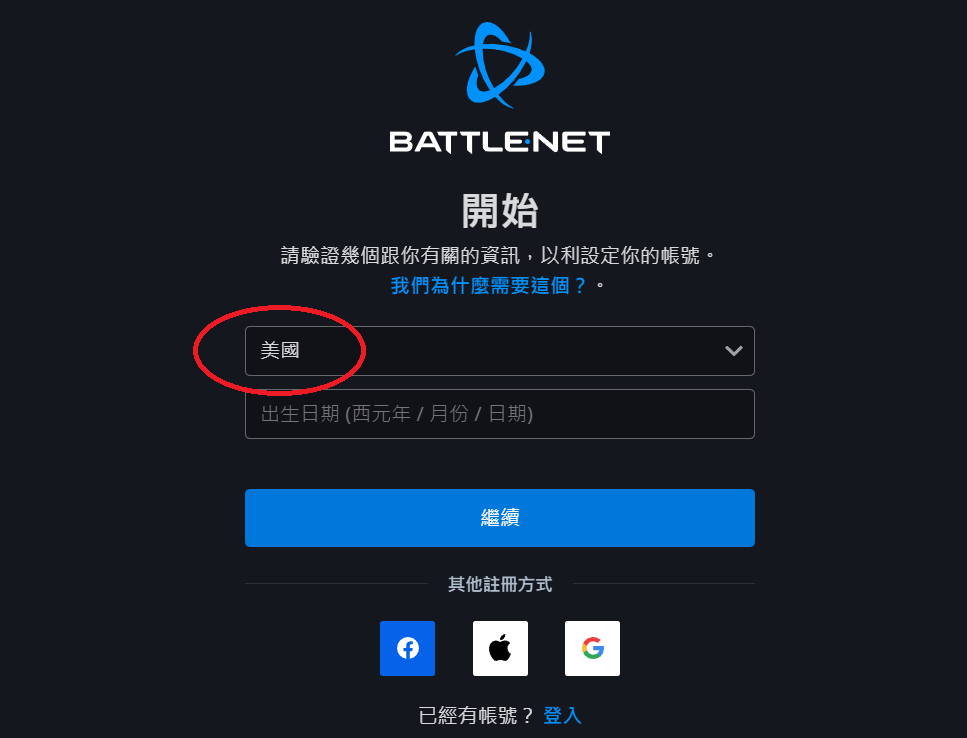 BATTLE.NET
開始
請驗證幾個跟你有關的資訊，以利設定你的帳號。
我們為什麼需要這個？。
美國
出生日期 (西元年 / 月份 / 日期)
繼續
其他註冊方式
已經有帳號？ 登入